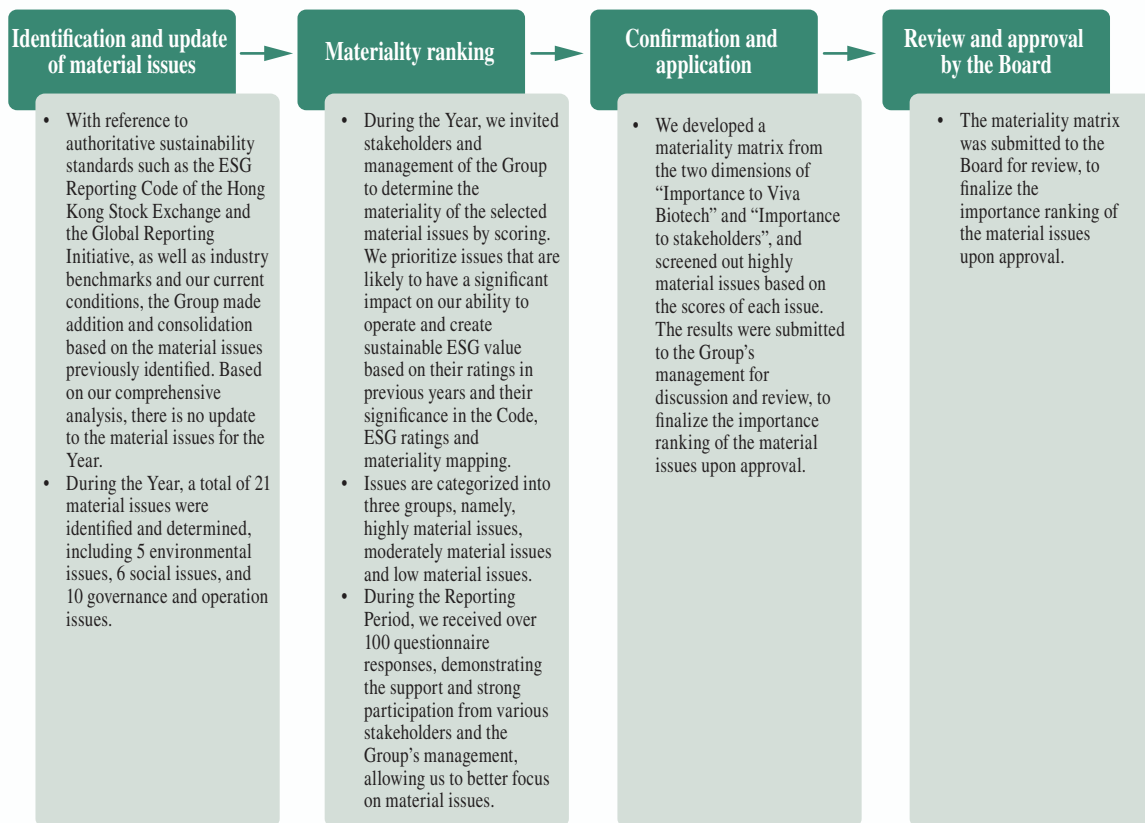 Identification and update
of material issues
• With reference to
authoritative sustainability
standards such as the ESG
Reporting Code of the Hong
Kong Stock Exchange and
the Global Reporting
Initiative, as well as industry
benchmarks and our current
conditions, the Group made
addition and consolidation
based on the material issues
previously identified. Based
on our comprehensive
analysis, there is no update
to the material issues for the
Year.
• During the Year, a total of 21
material issues were
identified and determined,
including 5 environmental
issues, 6 social issues, and
10 governance and operation
issues.
Materiality ranking
• During the Year, we invited
stakeholders and
management of the Group
to determine the
materiality of the selected
material issues by scoring.
We prioritize issues that are
likely to have a significant
impact on our ability to
operate and create
sustainable ESG value
based on their ratings in
previous years and their
significance in the Code,
ESG ratings and
materiality mapping.
• Issues are categorized into
three groups, namely,
highly material issues,
moderately material issues
and low material issues.
• During the Reporting
Period, we received over
100 questionnaire
responses, demonstrating
the support and strong
participation from various
stakeholders and the
Group’s management,
allowing us to better focus
on material issues.
Confirmation and
application
• We developed a
materiality matrix from
the two dimensions of
“Importance to Viva
Biotech” and “Importance
to stakeholders”, and
screened out highly
material issues based on
the scores of each issue.
The results were submitted
to the Group’s
management for
discussion and review, to
finalize the importance
ranking of the material
issues upon approval.
Review and approval
by the Board
• The materiality matrix
was submitted to the
Board for review, to
finalize the
importance ranking of
the material issues
upon approval.